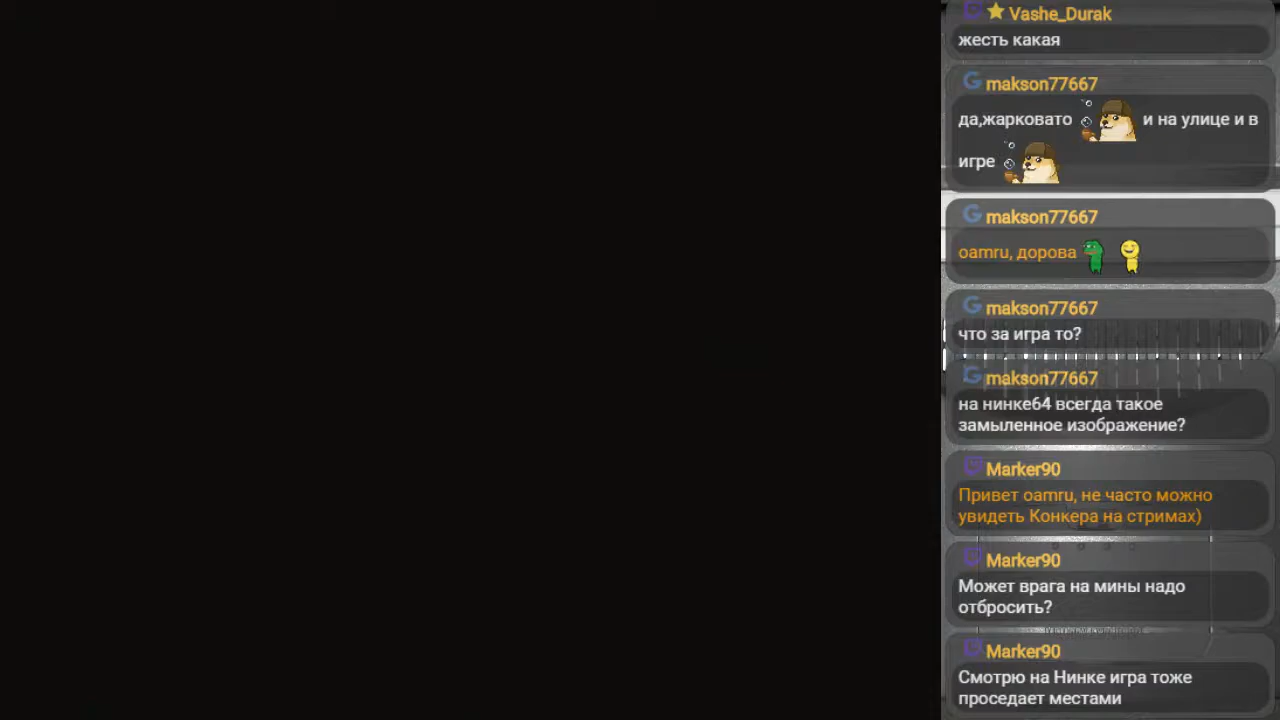 Vashe_Durak
жесть какая
makson77667
да,жарковато и на улице и в
игре
makson77667
oamru, дорова
makson77667
что за игра то?
makson77667
на нинке64 всегда такое
замыленное изображение?
Marker90
Привет oamru, не часто можно
увидеть Конкера на стримах)
Marker90
Может врага на мины надо
отбросить?
Marker90
Смотрю на Нинке игра тоже
проседает местами